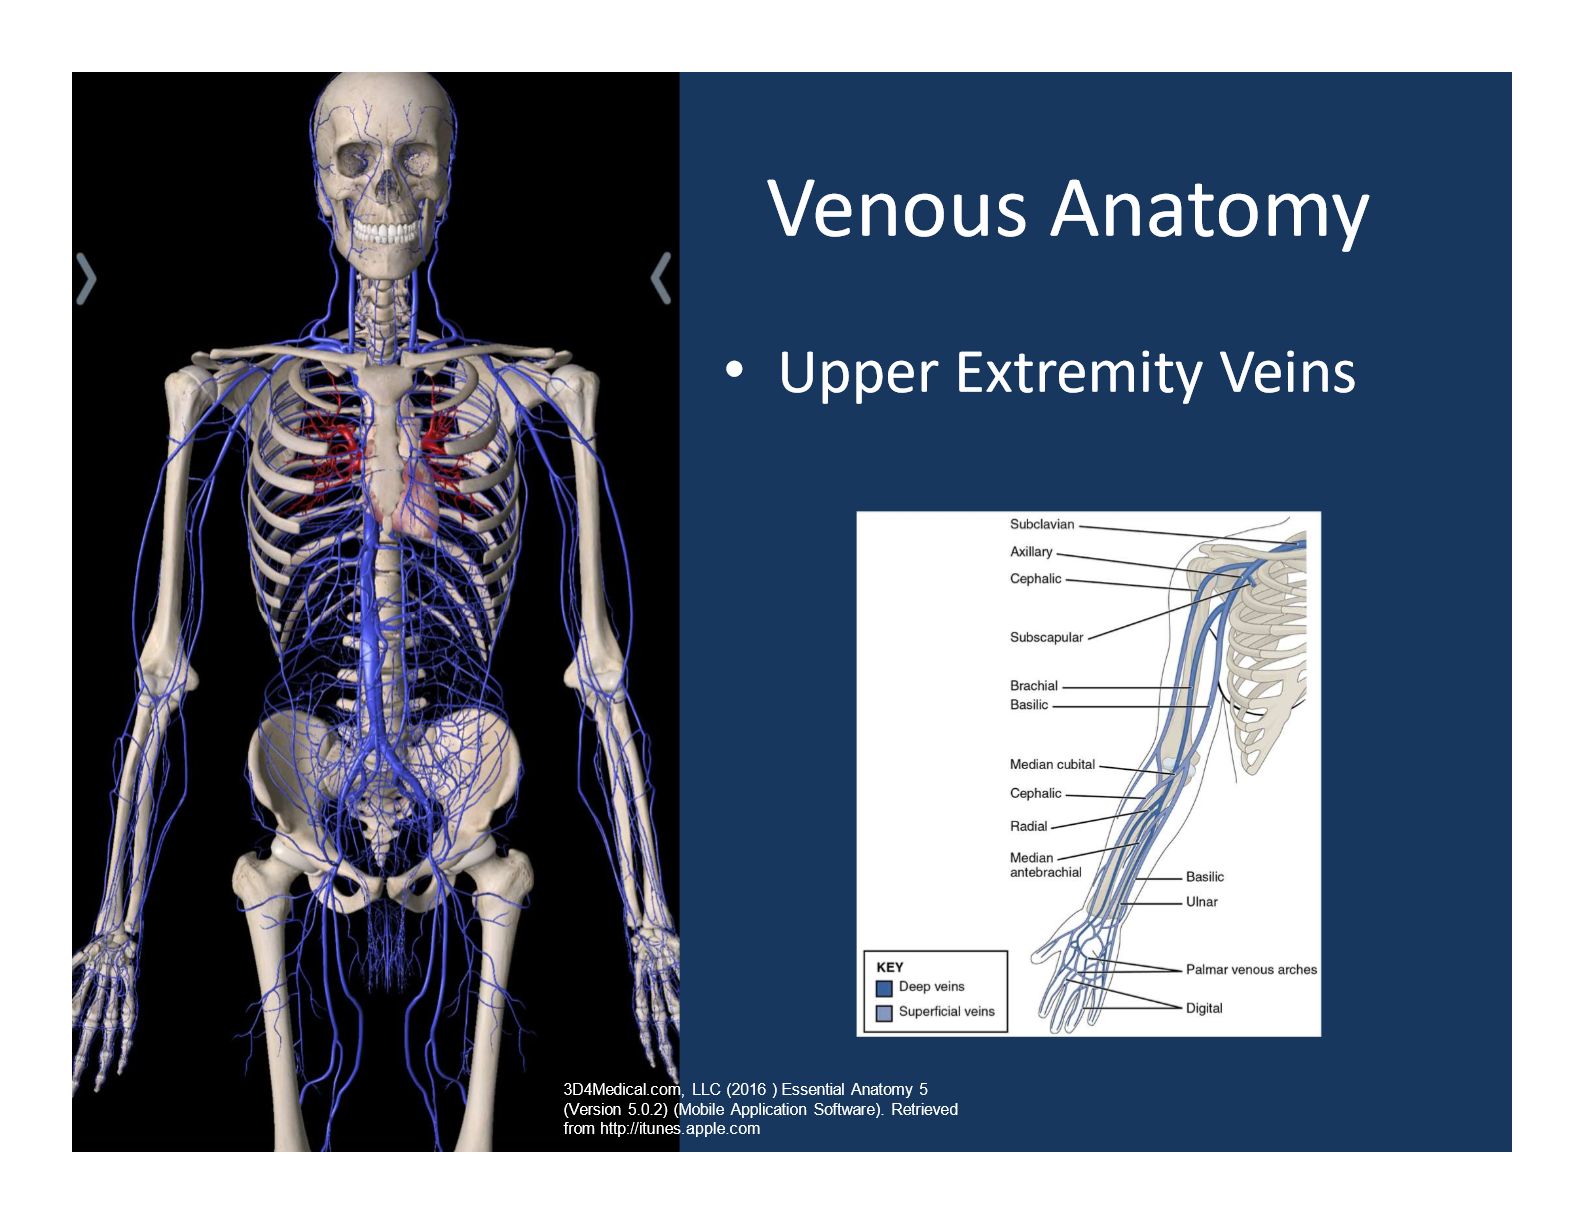 Venous Anatomy
• Upper Extremity Veins
Subclavian
Axillary
Cephalic
Subscapular
Brachial
Basilic
Median cubital
Cephalic
Radial
Median
antebrachial
Basilic
Ulnar
Palmar venous arches
Digital
KEY
Deep veins
Superficial veins
3D4Medical.com, LLC (2016 ) Essential Anatomy 5
(Version 5.0.2) (Mobile Application Software). Retrieved
from http://itunes.apple.com